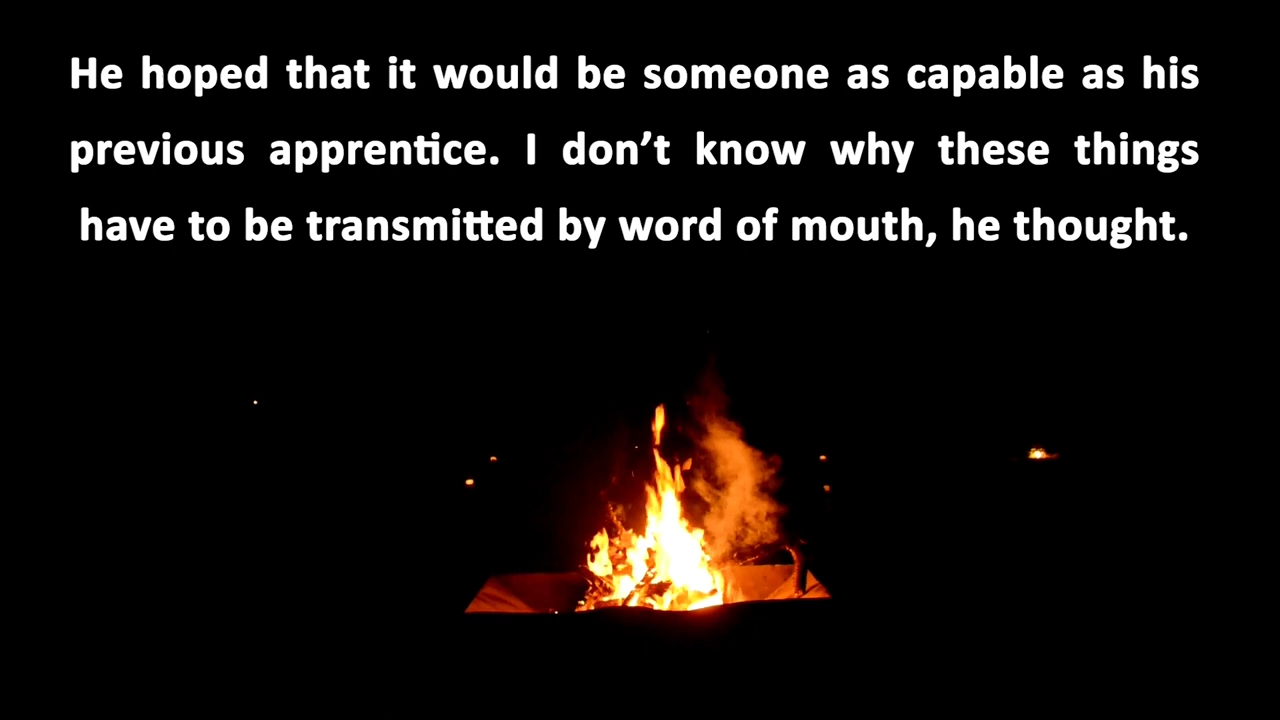 He hoped that it would be someone as capable as his
previous apprentice. I don’t know why these things
have to be transmitted by word of mouth, he thought.